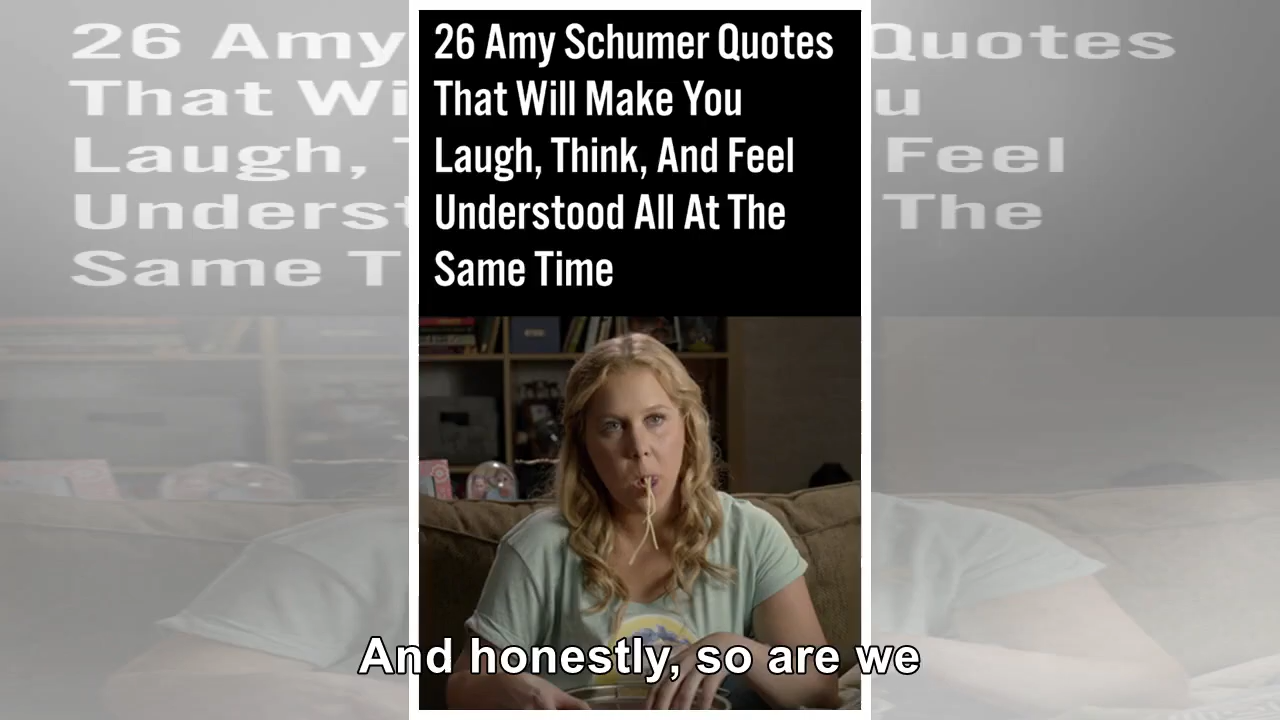 26 Amy Schumer Quotes
That Will Make You
Laugh, Think, And Feel
Understood All At The
Same Time
And honestly, so are we